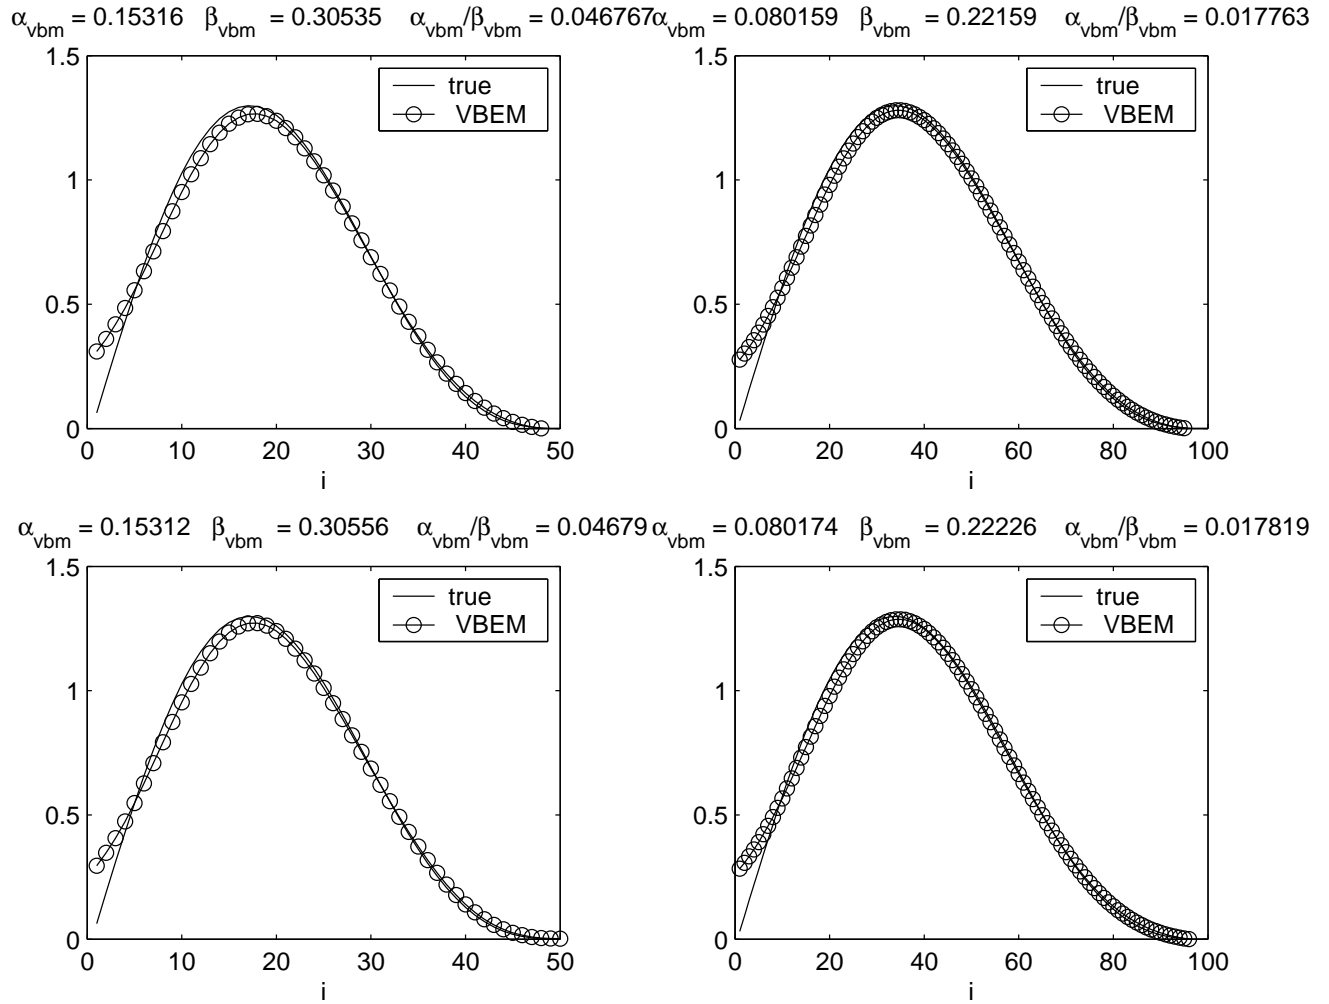 α_vbm = 0.15316 β_vbm = 0.30535 α_vbm/β_vbm = 0.046767
α_vbm = 0.080159 β_vbm = 0.22159 α_vbm/β_vbm = 0.017763
1.5
1
0.5
0
0 10 20 30 40 50
i
true
VBEM
1.5
1
0.5
0
0 20 40 60 80 100
i
true
VBEM
α_vbm = 0.15312 β_vbm = 0.30556 α_vbm/β_vbm = 0.04679
α_vbm = 0.080174 β_vbm = 0.22226 α_vbm/β_vbm = 0.017819
1.5
1
0.5
0
0 10 20 30 40 50
i
true
VBEM
1.5
1
0.5
0
0 20 40 60 80 100
i
true
VBEM